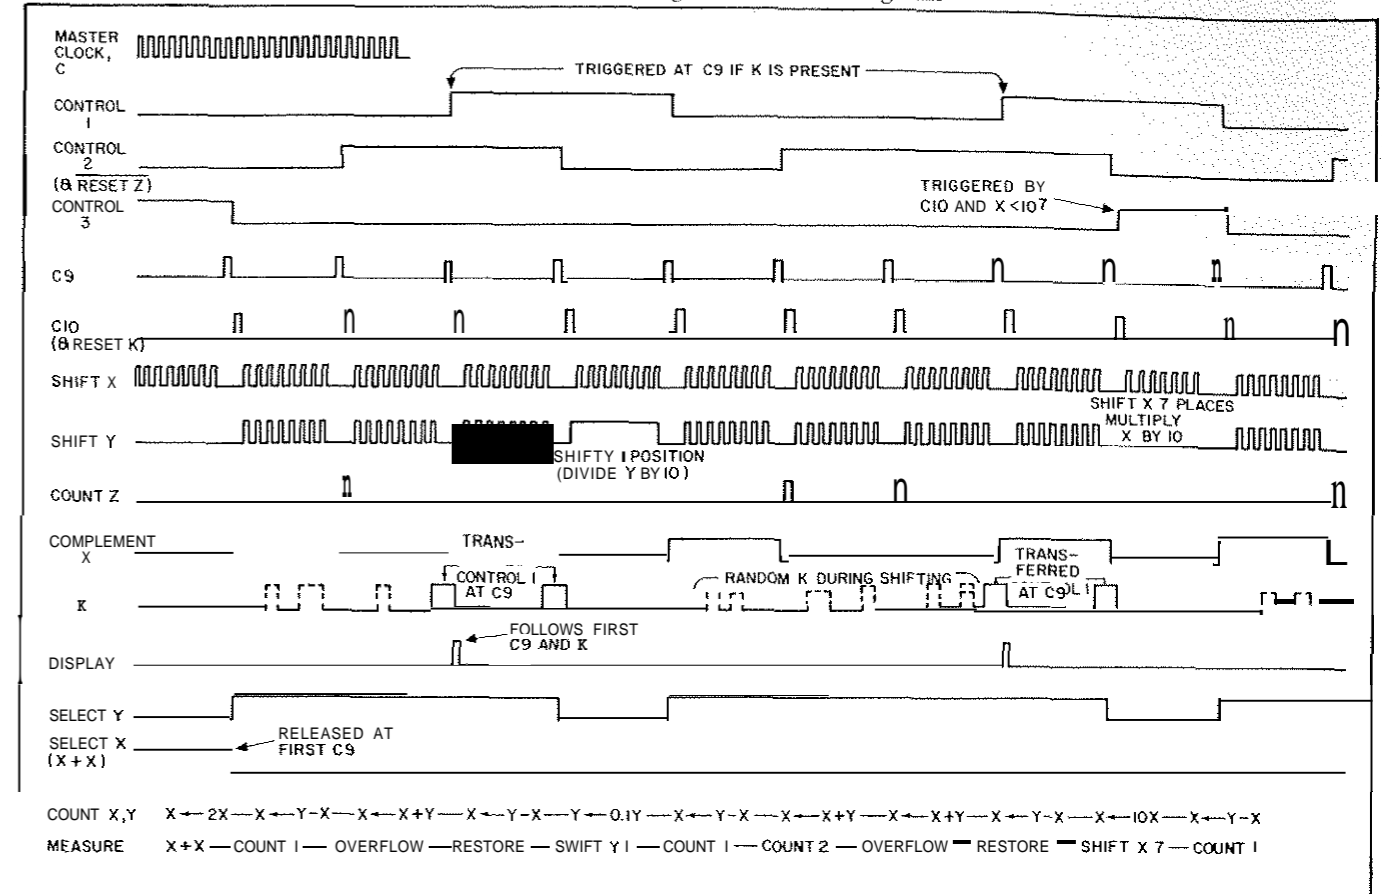 MASTER
CLOCK,
C
TRIGGERED AT C9 IF K IS PRESENT
CONTROL
1
CONTROL
2
(& RESET Z)
TRIGGERED BY
C10 AND X <10⁷
CONTROL
3
C9
C10
(& RESET K)
SHIFT X
SHIFT X 7 PLACES
MULTIPLY
X BY 10
SHIFT Y
SHIFTY 1 POSITION
(DIVIDE Y BY 10)
COUNT Z
COMPLEMENT
X
TRANS-
TRANS-
FERRED
CONTROL 1
AT C9
RANDOM K DURING SHIFTING
OL 1
AT C9
K
FOLLOWS FIRST
C9 AND K
DISPLAY
SELECT Y
SELECT X
(X + X)
RELEASED AT
FIRST C9
COUNT X,Y X ← 2X — X ← Y-X — X ← X+Y — X ← Y-X — Y ← 0.1Y — X ← Y-X — X ← X+Y — X ← X+Y — X ← Y-X — X ← 10X — X ← Y-X
MEASURE X+X — COUNT 1 — OVERFLOW — RESTORE — SWIFT Y 1 — COUNT 1 — COUNT 2 — OVERFLOW — RESTORE — SHIFT X 7 — COUNT 1